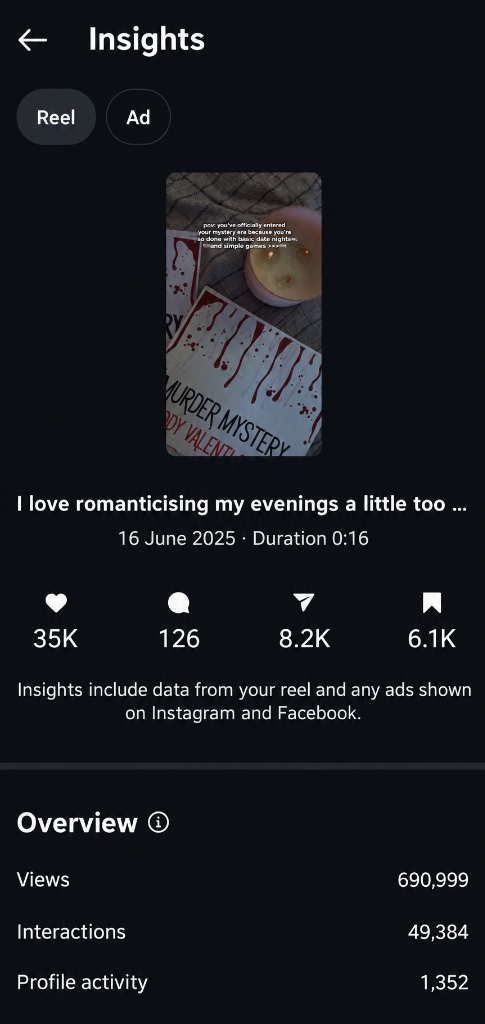 Insights
Reel
Ad
pov: you've officially entered
your mystery era because you're
so done with basic date nights
and simple games >>>
RY
MURDER MYSTERY
DY VALENTI
I love romanticising my evenings a little too ...
16 June 2025 · Duration 0:16
35K
126
8.2K
6.1K
Insights include data from your reel and any ads shown
on Instagram and Facebook.
Overview
Views
690,999
Interactions
49,384
Profile activity
1,352